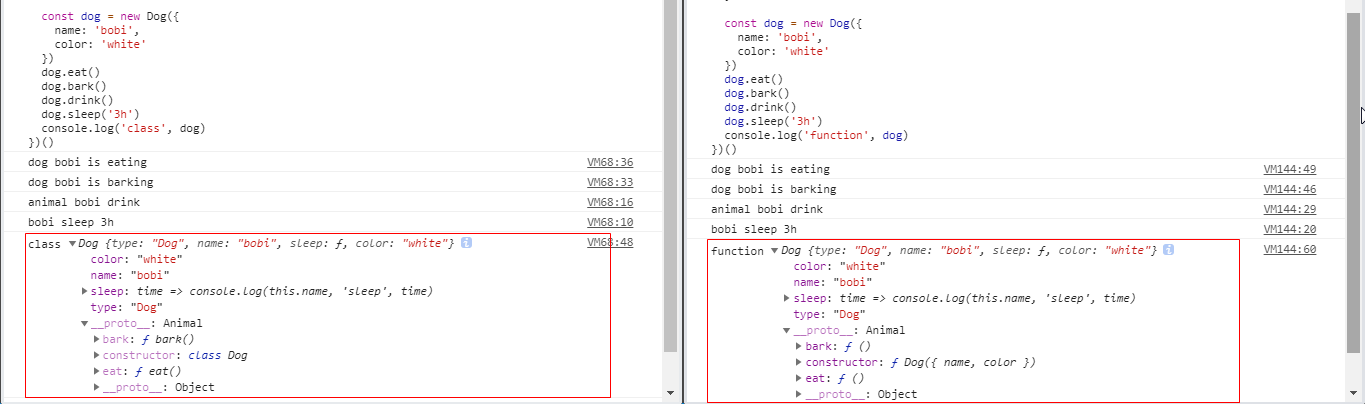 const dog = new Dog({
name: 'bobi',
color: 'white'
})
dog.eat()
dog.bark()
dog.drink()
dog.sleep('3h')
console.log('class', dog)
})()
dog bobi is eating VM68:36
dog bobi is barking VM68:33
animal bobi drink VM68:16
bobi sleep 3h VM68:10
class ▼Dog {type: "Dog", name: "bobi", sleep: ƒ, color: "white"} i VM68:48
color: "white"
name: "bobi"
▶sleep: time => console.log(this.name, 'sleep', time)
type: "Dog"
▼__proto__: Animal
▶bark: ƒ bark()
▶constructor: class Dog
▶eat: ƒ eat()
▶__proto__: Object
const dog = new Dog({
name: 'bobi',
color: 'white'
})
dog.eat()
dog.bark()
dog.drink()
dog.sleep('3h')
console.log('function', dog)
})()
dog bobi is eating VM144:49
dog bobi is barking VM144:46
animal bobi drink VM144:29
bobi sleep 3h VM144:20
function ▼Dog {type: "Dog", name: "bobi", sleep: ƒ, color: "white"} i VM144:60
color: "white"
name: "bobi"
▶sleep: time => console.log(this.name, 'sleep', time)
type: "Dog"
▼__proto__: Animal
▶bark: ƒ ()
▶constructor: ƒ Dog({ name, color })
▶eat: ƒ ()
▶__proto__: Object